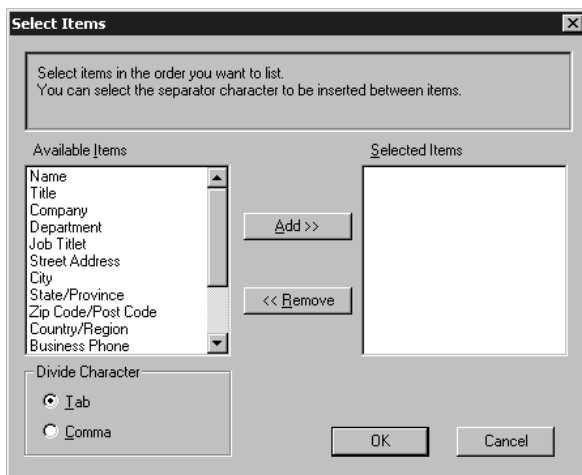 Select Items
Select items in the order you want to list.
You can select the separator character to be inserted between items.
Available Items
Selected Items
Name
Title
Company
Department
Job Titlet
Street Address
City
State/Province
Zip Code/Post Code
Country/Region
Business Phone
Add >>
<< Remove
Divide Character
Tab
Comma
OK
Cancel